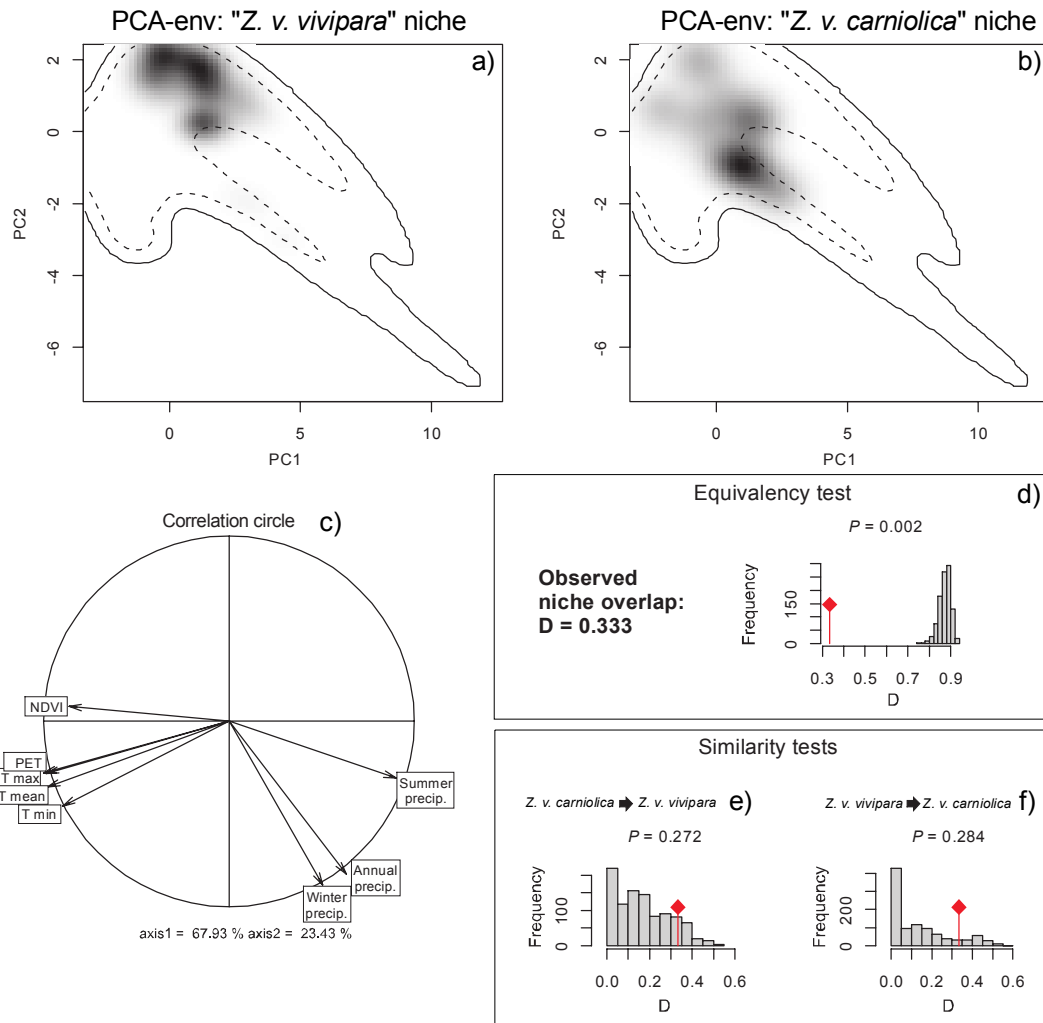 PCA-env: "Z. v. vivipara" niche
a)
2
0
-2
-4
-6
PC2
0
5
10
PC1
PCA-env: "Z. v. carniolica" niche
b)
2
0
-2
-4
-6
PC2
0
5
10
PC1
Correlation circle
c)
NDVI
PET
T max
T mean
T min
Summer
precip.
Annual
precip.
Winter
precip.
axis1 = 67.93 % axis2 = 23.43 %
Equivalency test
d)
P = 0.002
Observed
niche overlap:
D = 0.333
Frequency
150
0
0.3
0.5
0.7
0.9
D
Similarity tests
Z. v. carniolica Z. v. vivipara
e)
P = 0.272
Frequency
100
0
0.0
0.2
0.4
0.6
D
Z. v. vivipara Z. v. carniolica
f)
P = 0.284
Frequency
200
0
0.0
0.2
0.4
0.6
D